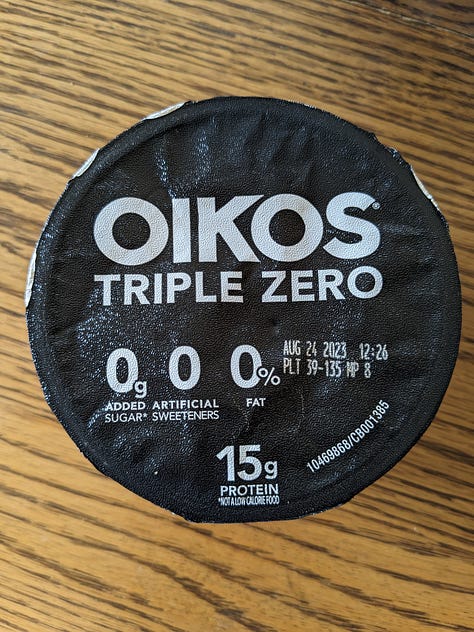 OIKOS®
TRIPLE ZERO
0g 0 0%
ADDED ARTIFICIAL FAT
SUGAR* SWEETENERS
AUG 24 2023 12:26
PLT 39-135 MP 8
15g
PROTEIN
*NOT A LOW CALORIE FOOD
10469868/CB001385